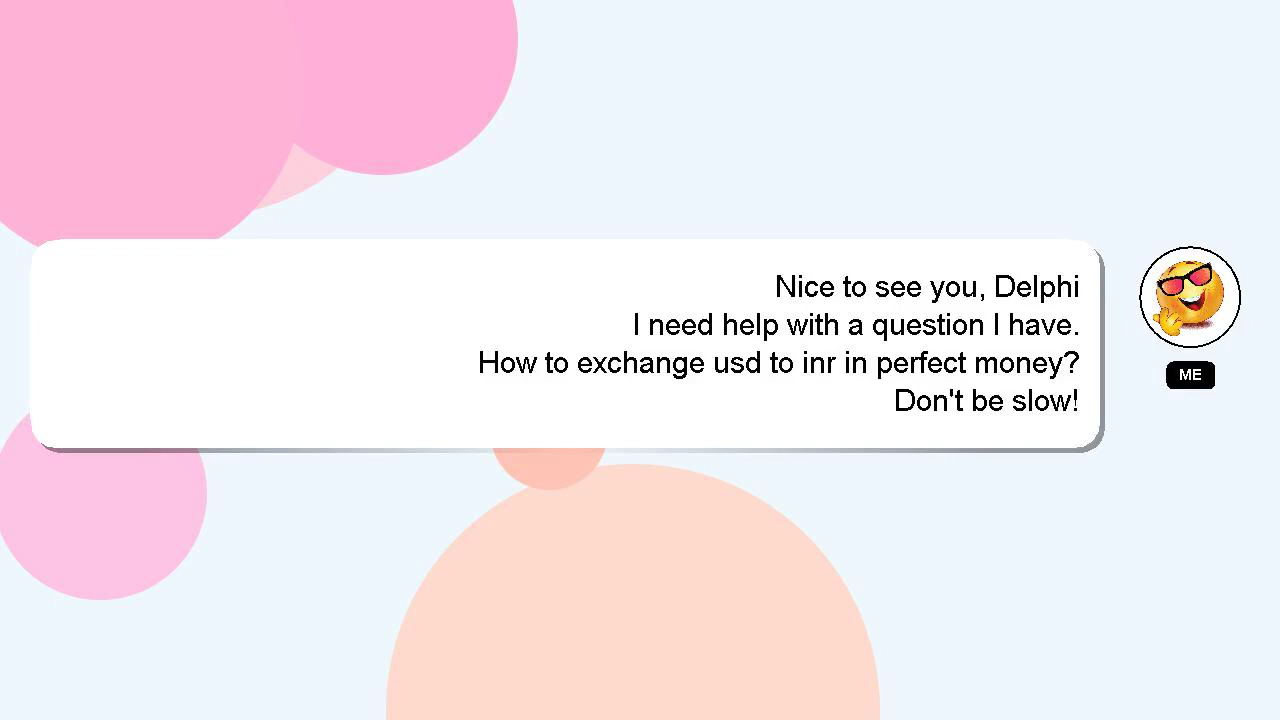 Nice to see you, Delphi
I need help with a question I have.
How to exchange usd to inr in perfect money?
Don't be slow!
ME